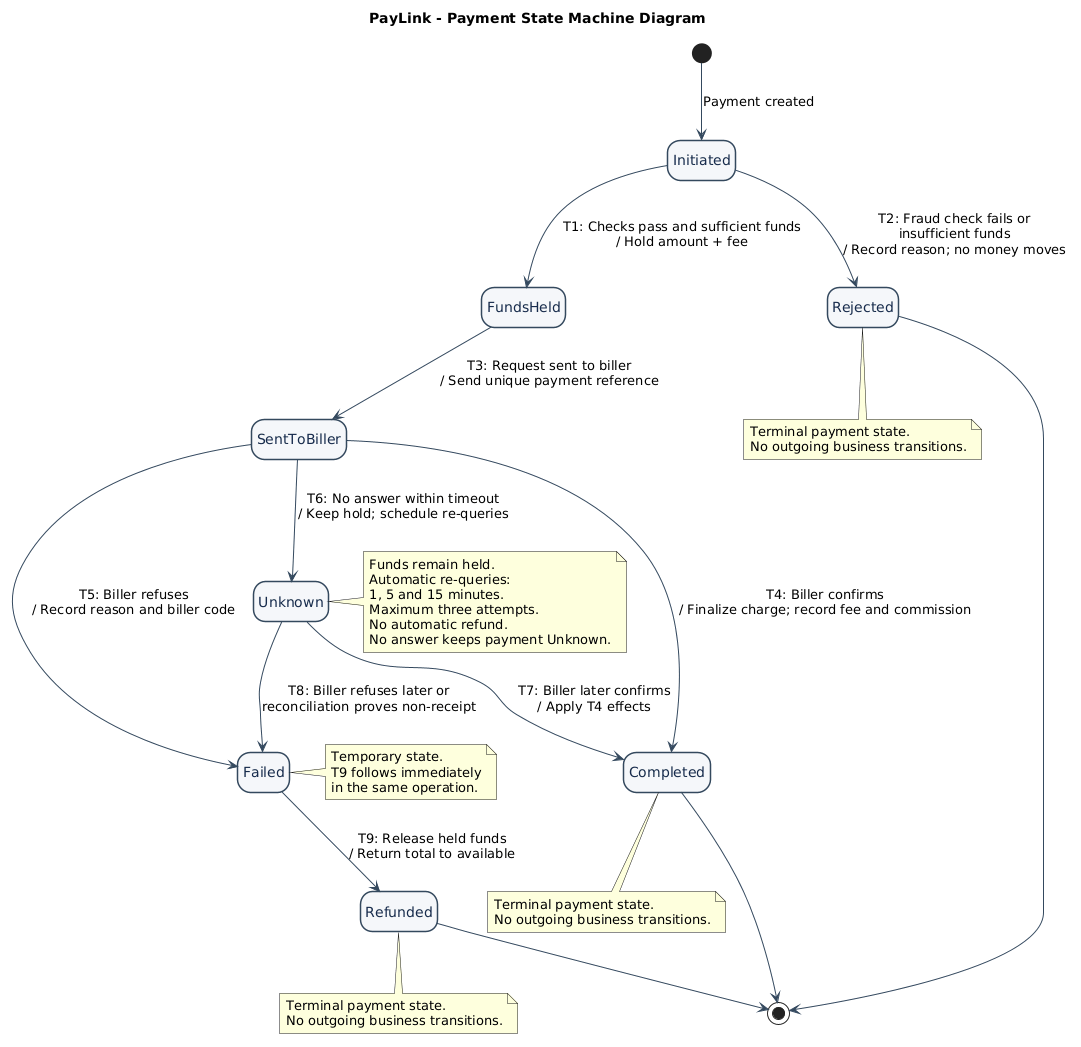 PayLink - Payment State Machine Diagram
Payment created
Initiated
T1: Checks pass and sufficient funds
/ Hold amount + fee
T2: Fraud check fails or
insufficient funds
/ Record reason; no money moves
FundsHeld
Rejected
T3: Request sent to biller
/ Send unique payment reference
Terminal payment state.
No outgoing business transitions.
SentToBiller
T6: No answer within timeout
/ Keep hold; schedule re-queries
T5: Biller refuses
/ Record reason and biller code
Unknown
Funds remain held.
Automatic re-queries:
1, 5 and 15 minutes.
Maximum three attempts.
No automatic refund.
No answer keeps payment Unknown.
T4: Biller confirms
/ Finalize charge; record fee and commission
T8: Biller refuses later or
reconciliation proves non-receipt
T7: Biller later confirms
/ Apply T4 effects
Failed
Temporary state.
T9 follows immediately
in the same operation.
Completed
T9: Release held funds
/ Return total to available
Refunded
Terminal payment state.
No outgoing business transitions.
Terminal payment state.
No outgoing business transitions.